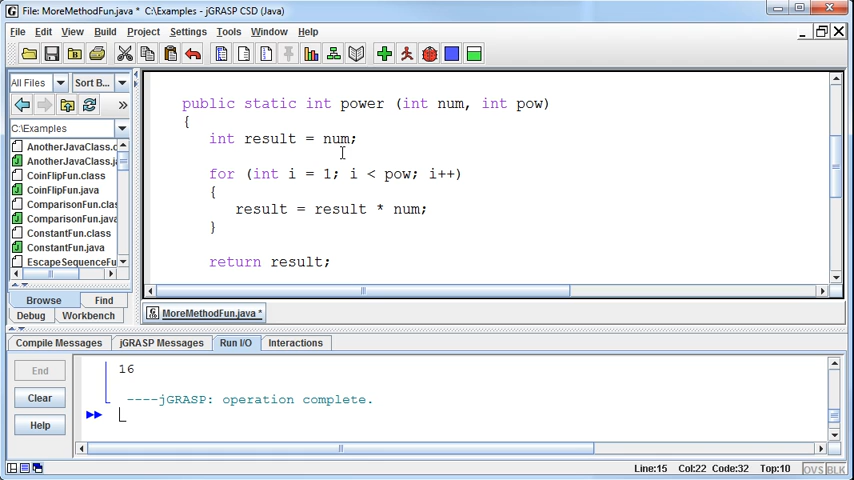 File: MoreMethodFun.java * C:\Examples - jGRASP CSD (Java)
File Edit View Build Project Settings Tools Window Help
All Files Sort B...
C:\Examples
AnotherJavaClass.c
AnotherJavaClass.ja
CoinFlipFun.class
CoinFlipFun.java
ComparisonFun.clas
ComparisonFun.java
ConstantFun.class
ConstantFun.java
EscapeSequenceFu
Browse Find
Debug Workbench
public static int power (int num, int pow)
{
int result = num;
for (int i = 1; i < pow; i++)
{
result = result * num;
}
return result;
MoreMethodFun.java *
Compile Messages jGRASP Messages Run I/O Interactions
End
Clear
Help
16
----jGRASP: operation complete.
Line:15 Col:22 Code:32 Top:10 OVS BLK